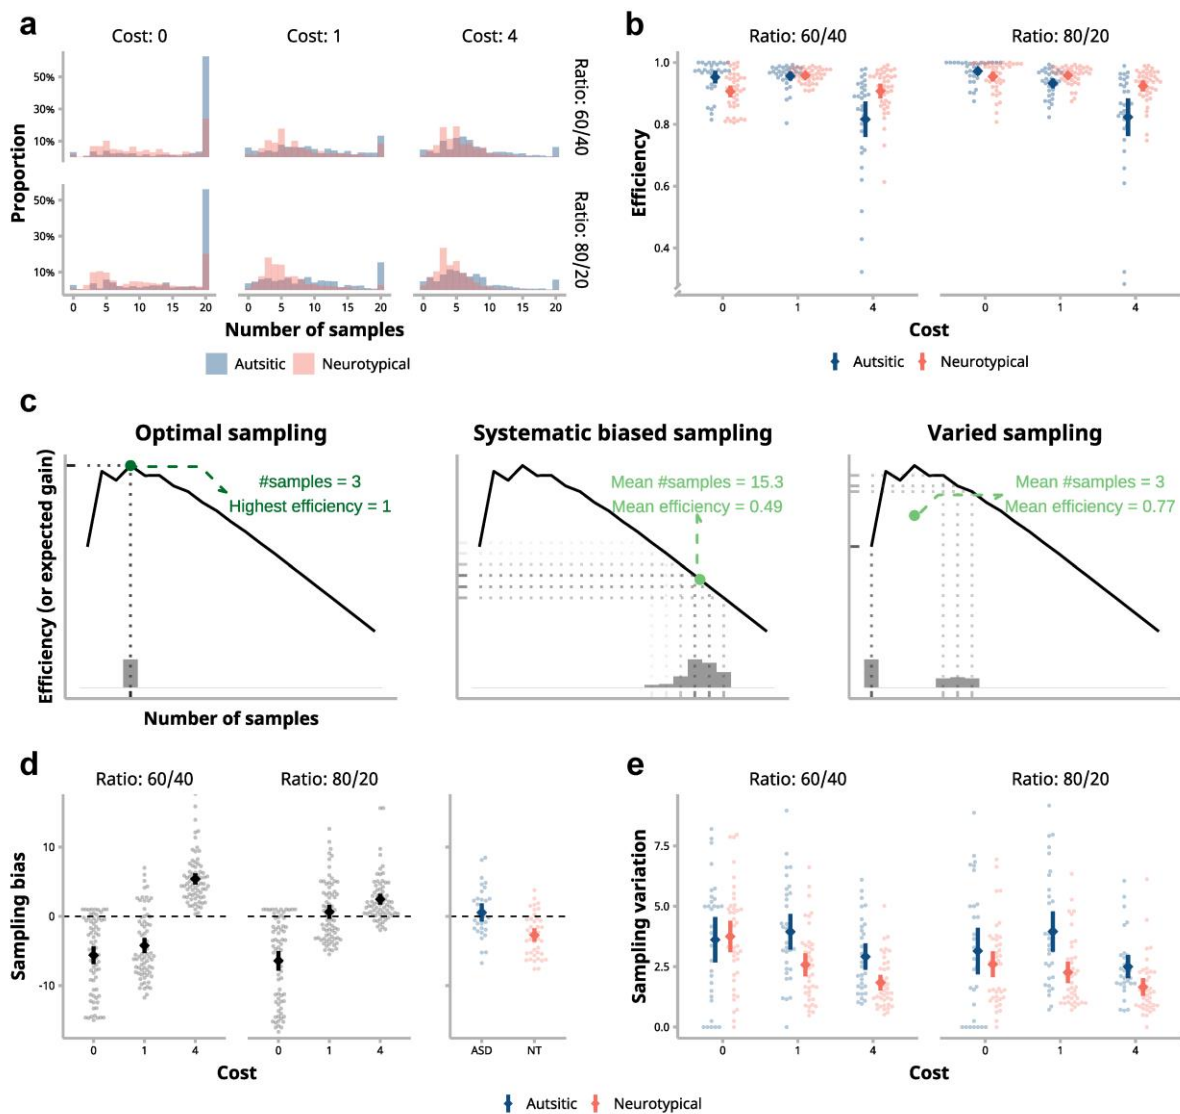 a
Cost: 0 Cost: 1 Cost: 4
Proportion
50%
30%
10%
Ratio: 60/40
50%
30%
10%
Ratio: 80/20
0 5 10 15 20 0 5 10 15 20 0 5 10 15 20
Number of samples
Autsitic Neurotypical
b
Ratio: 60/40 Ratio: 80/20
Efficiency
1.0
0.8
0.6
0.4
0 1 4 0 1 4
Cost
Autsitic Neurotypical
c
Optimal sampling Systematic biased sampling Varied sampling
Efficiency (or expected gain)
#samples = 3
Highest efficiency = 1
Mean #samples = 15.3
Mean efficiency = 0.49
Mean #samples = 3
Mean efficiency = 0.77
Number of samples
d
Ratio: 60/40 Ratio: 80/20
Sampling bias
10
0
-10
0 1 4 0 1 4 ASD NT
Cost
e
Ratio: 60/40 Ratio: 80/20
Sampling variation
7.5
5.0
2.5
0.0
0 1 4 0 1 4
Cost
Autsitic Neurotypical